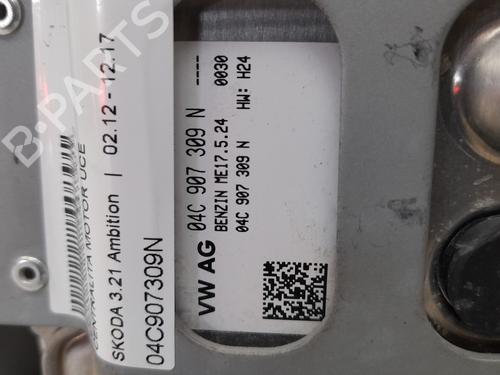 CENTRALITA MOTOR UCE
SKODA 3.21 Ambition | 02.12 - 12.17
04C907309N
VW AG 04C 907 309 N ----
BENZIN ME17.5.24 0030
04C 907 309 N HW: H24
B-PARTS